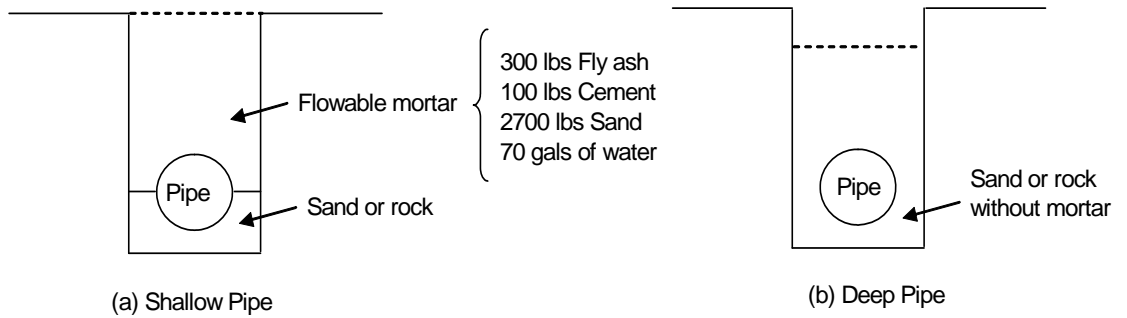 Flowable mortar
300 lbs Fly ash
100 lbs Cement
2700 lbs Sand
70 gals of water
Pipe
Sand or rock
(a) Shallow Pipe
Pipe
Sand or rock
without mortar
(b) Deep Pipe